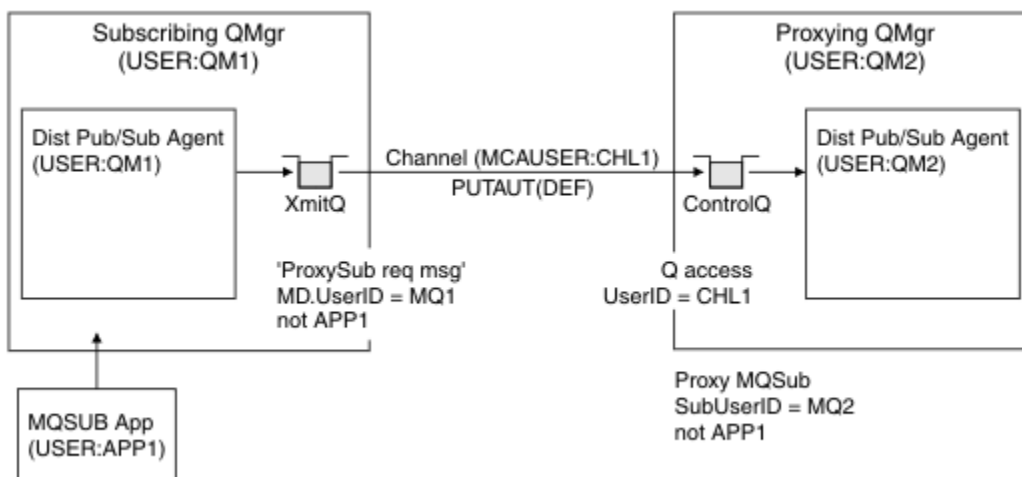 Subscribing QMgr
(USER:QM1)
Proxying QMgr
(USER:QM2)
Dist Pub/Sub Agent
(USER:QM1)
Channel (MCAUSER:CHL1)
PUTAUT(DEF)
XmitQ
ControlQ
Dist Pub/Sub Agent
(USER:QM2)
'ProxySub req msg'
MD.UserID = MQ1
not APP1
Q access
UserID = CHL1
MQSUB App
(USER:APP1)
Proxy MQSub
SubUserID = MQ2
not APP1